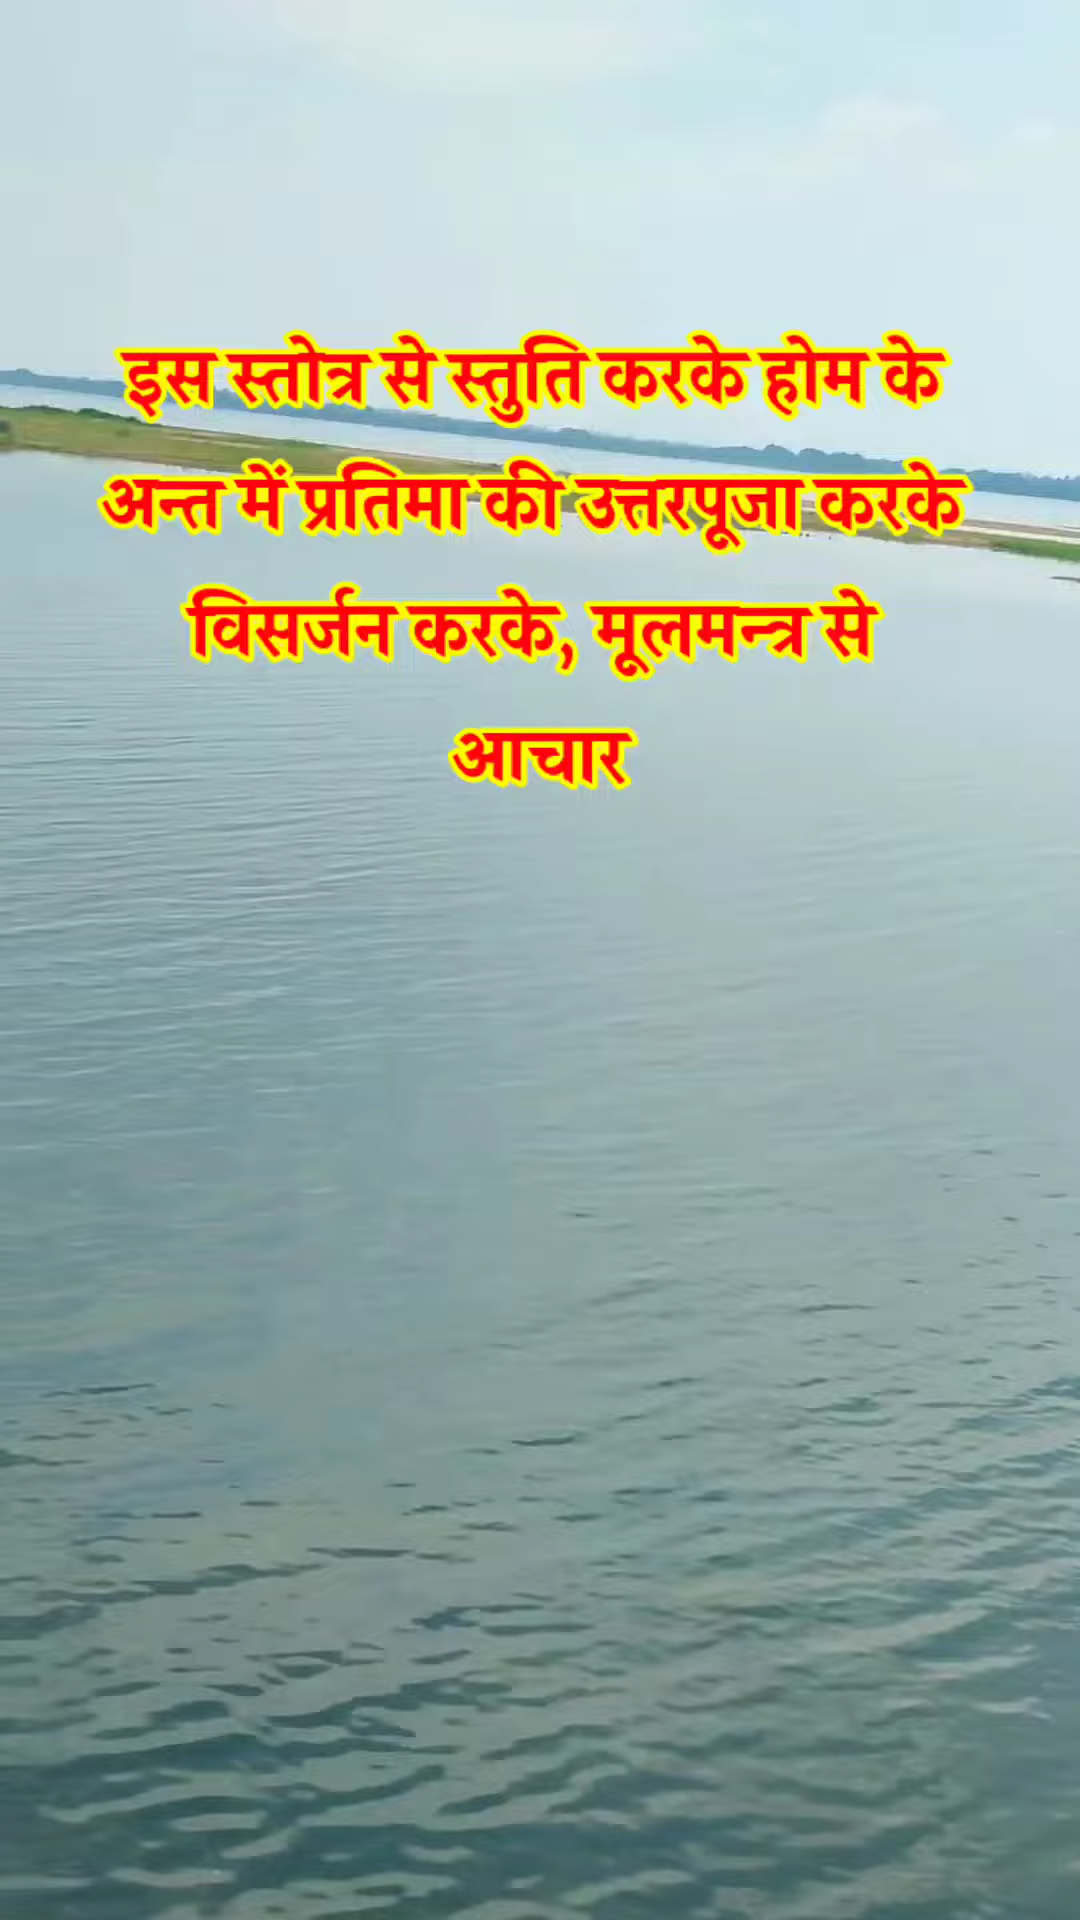 इस स्तोत्र से स्तुति करके होम के
अन्त में प्रतिमा की उत्तरपूजा करके
विसर्जन करके, मूलमन्त्र से
आचार